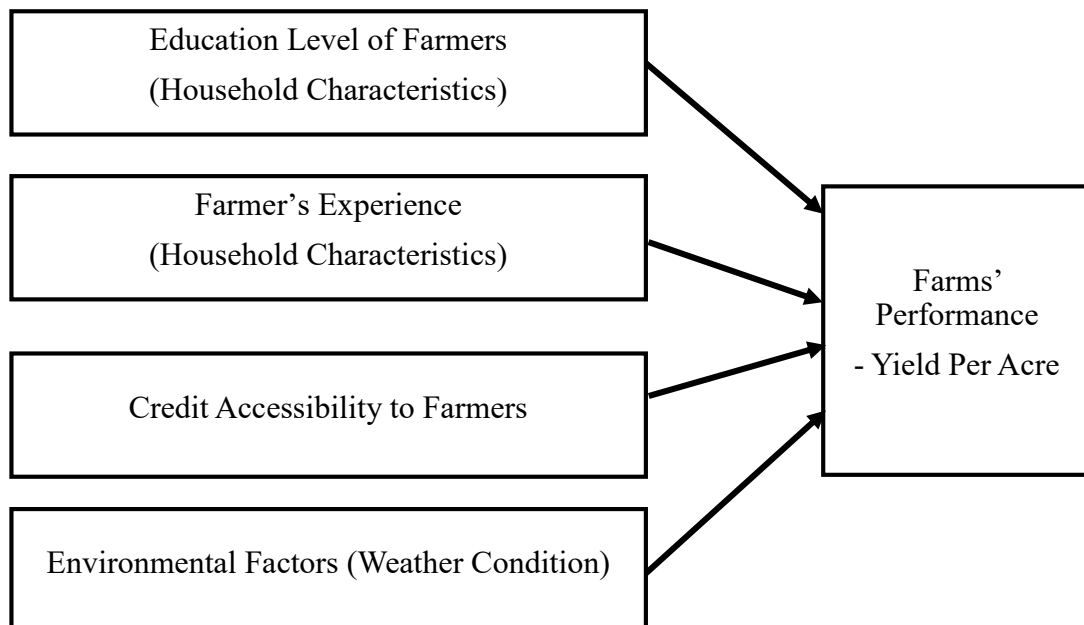 Education Level of Farmers
(Household Characteristics)
Farmer’s Experience
(Household Characteristics)
Credit Accessibility to Farmers
Environmental Factors (Weather Condition)
Farms’
Performance
- Yield Per Acre